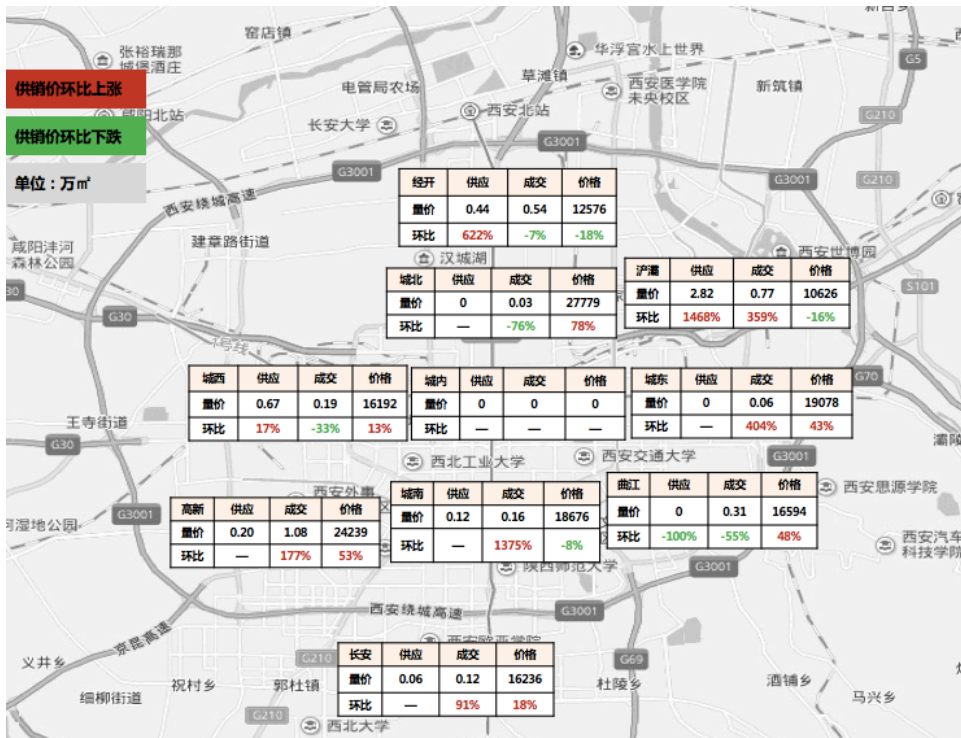 窑店镇
张裕瑞那
城堡酒庄
华浮宫水上世界
G5
供销价环比上涨
电管局农场
草滩镇
西安医学院
未央校区
新筑镇
咸阳北站
西安北站
G210
供销价环比下跌
长安大学
G3001
G3001
单位：万㎡
G3001
G210
西安绕城高速
经开 供应 成交 价格
量价 0.44 0.54 12576
环比 622% -7% -18%
建章路街道
咸阳沣河
森林公园
汉城湖
西安世博园
城北 供应 成交 价格
量价 0 0.03 27779
环比 — -76% 78%
浐灞 供应 成交 价格
量价 2.82 0.77 10626
环比 1468% 359% -16%
S101
30
G30
1号线
城西 供应 成交 价格
量价 0.67 0.19 16192
环比 17% -33% 13%
城内 供应 成交 价格
量价 0 0 0
环比 — — —
城东 供应 成交 价格
量价 0 0.06 19078
环比 — 404% 43%
G70
王寺街道
G30
灞陵
G3001
西北工业大学
西安交通大学
西安外事
西安思源学院
高新 供应 成交 价格
量价 0.20 1.08 24239
环比 — 177% 53%
城南 供应 成交 价格
量价 0.12 0.16 18676
环比 — 1375% -8%
曲江 供应 成交 价格
量价 0 0.31 16594
环比 -100% -55% 48%
G3001
河湿地公园
西安汽车
科技学院
陕西师范大学
G3001
西安绕城高速
G3001
京昆高速
西安欧亚学院
义井乡
G210
G69
长安 供应 成交 价格
量价 0.06 0.12 16236
环比 — 91% 18%
祝村乡
郭杜镇
杜陵乡
酒铺乡
细柳街道
马兴乡
G210
西北大学